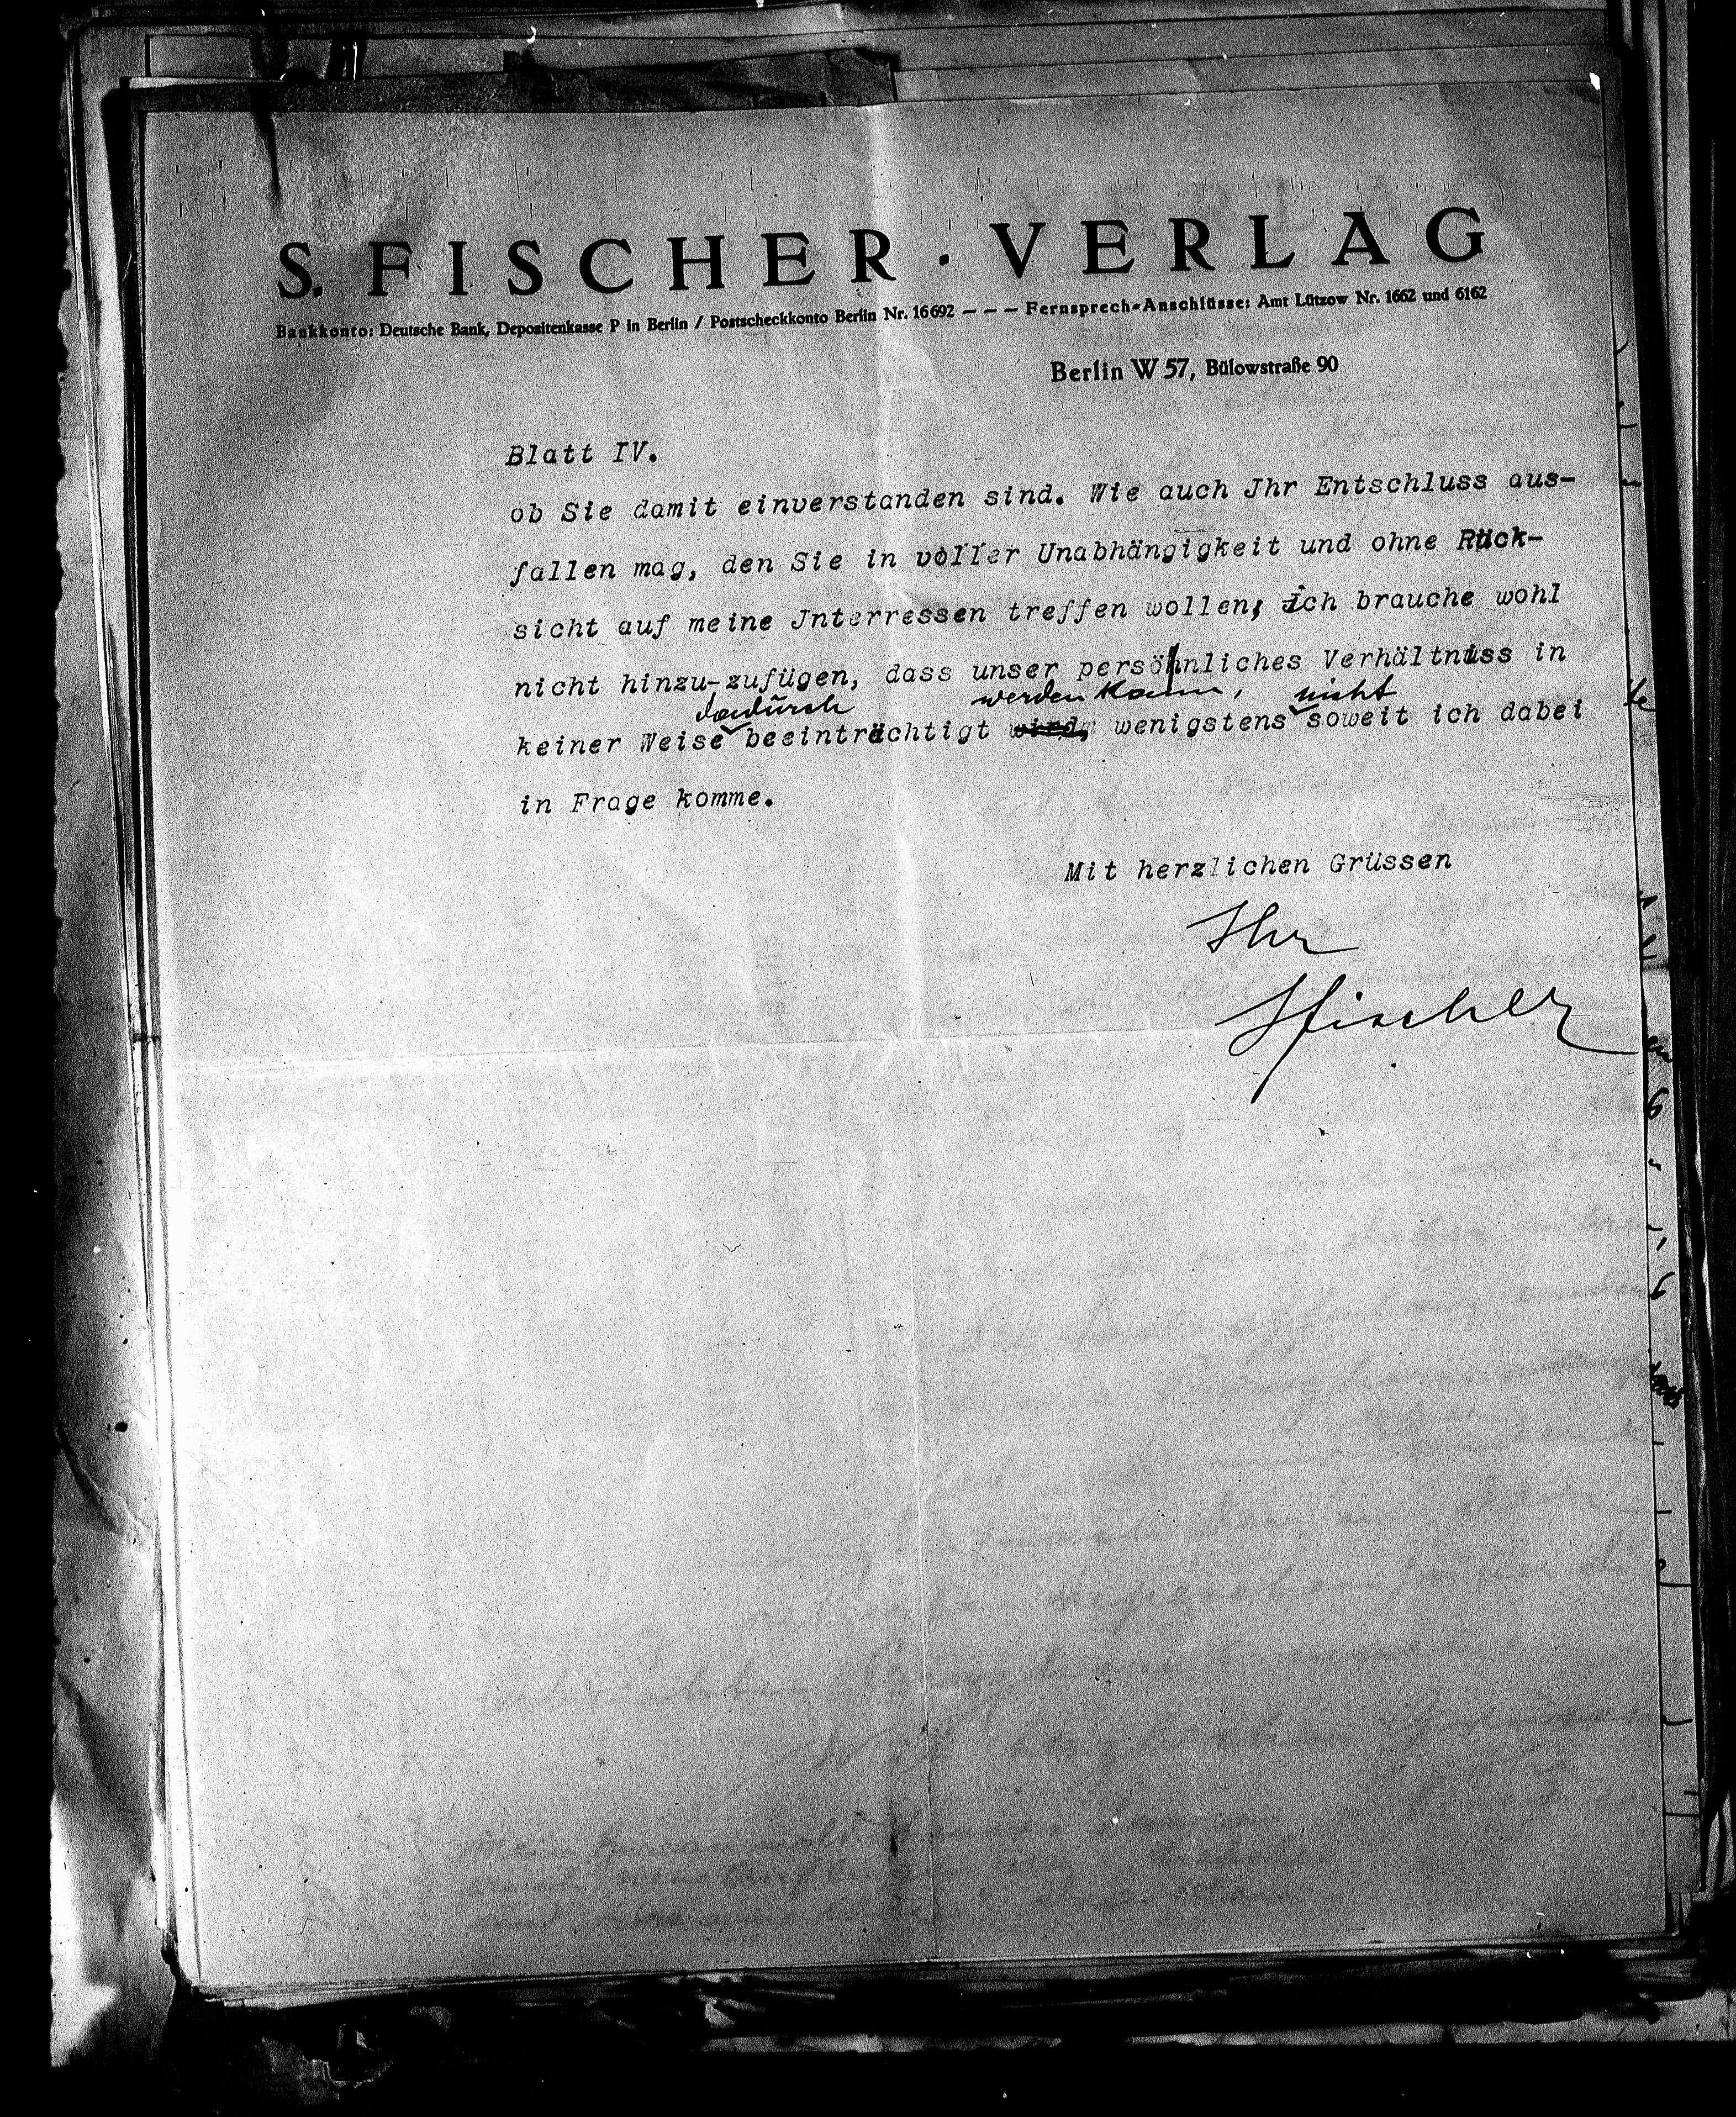 S. FISCHER · VERLAG
Bankkonto: Deutsche Bank, Depositenkasse P in Berlin / Postscheckkonto Berlin Nr. 16692 — — — Fernsprech-Anschlüsse: Amt Lützow Nr. 1662 und 6162
Berlin W 57, Bülowstraße 90
Blatt IV.
ob Sie damit einverstanden sind. Wie auch Jhr Entschluss aus-
fallen mag, den Sie in voller Unabhängigkeit und ohne Rück-
sicht auf meine Jnterressen treffen wollen, ich brauche wohl
nicht hinzu-zufügen, dass unser persönliches Verhältniss in
dadurch werden kann, nicht
keiner Weise beeinträchtigt wird, wenigstens soweit ich dabei
in Frage komme.
Mit herzlichen Grüssen
Ihr
SFischer